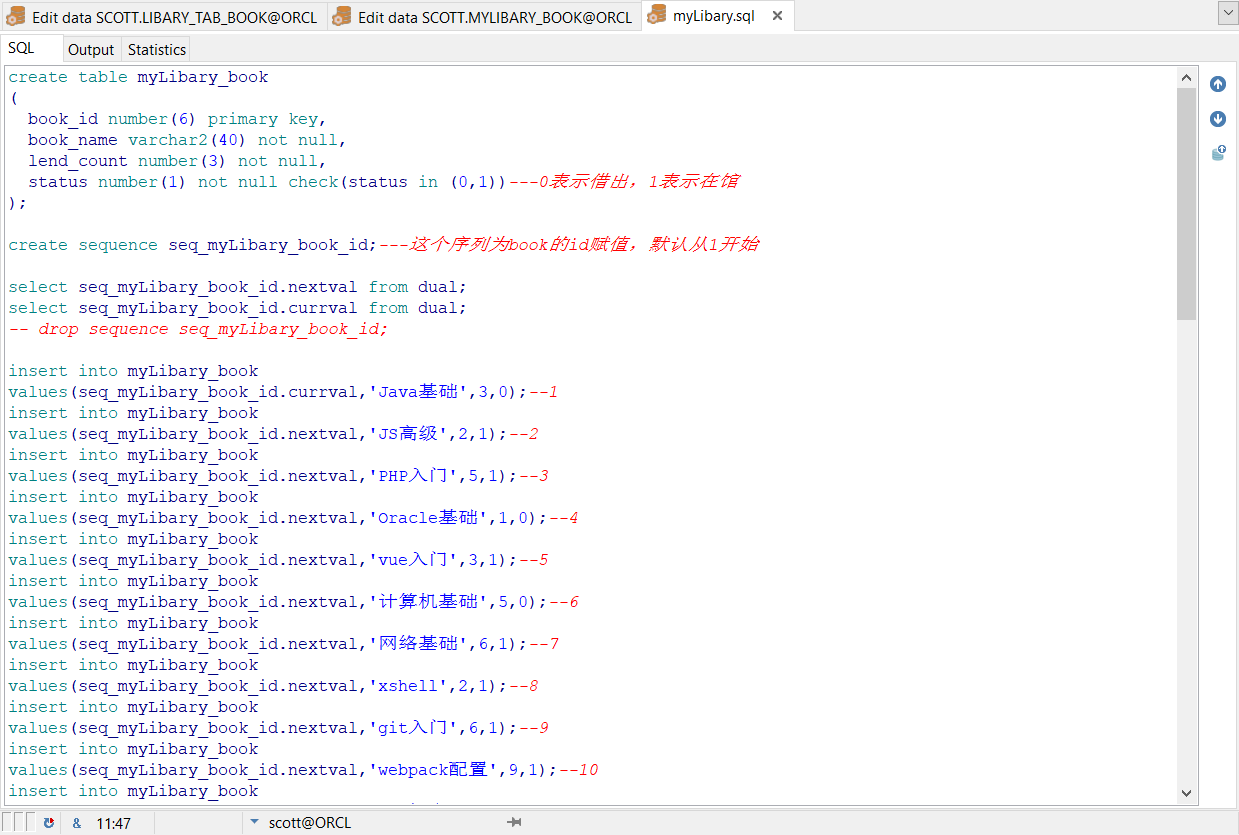 Edit data SCOTT.LIBARY_TAB_BOOK@ORCL Edit data SCOTT.MYLIBARY_BOOK@ORCL myLibary.sql
SQL Output Statistics
create table myLibary_book
(
book_id number(6) primary key,
book_name varchar2(40) not null,
lend_count number(3) not null,
status number(1) not null check(status in (0,1))---0表示借出，1表示在馆
);
create sequence seq_myLibary_book_id;---这个序列为book的id赋值，默认从1开始
select seq_myLibary_book_id.nextval from dual;
select seq_myLibary_book_id.currval from dual;
-- drop sequence seq_myLibary_book_id;
insert into myLibary_book
values(seq_myLibary_book_id.currval,'Java基础',3,0);--1
insert into myLibary_book
values(seq_myLibary_book_id.nextval,'JS高级',2,1);--2
insert into myLibary_book
values(seq_myLibary_book_id.nextval,'PHP入门',5,1);--3
insert into myLibary_book
values(seq_myLibary_book_id.nextval,'Oracle基础',1,0);--4
insert into myLibary_book
values(seq_myLibary_book_id.nextval,'vue入门',3,1);--5
insert into myLibary_book
values(seq_myLibary_book_id.nextval,'计算机基础',5,0);--6
insert into myLibary_book
values(seq_myLibary_book_id.nextval,'网络基础',6,1);--7
insert into myLibary_book
values(seq_myLibary_book_id.nextval,'xshell',2,1);--8
insert into myLibary_book
values(seq_myLibary_book_id.nextval,'git入门',6,1);--9
insert into myLibary_book
values(seq_myLibary_book_id.nextval,'webpack配置',9,1);--10
insert into myLibary_book
& 11:47 scott@ORCL